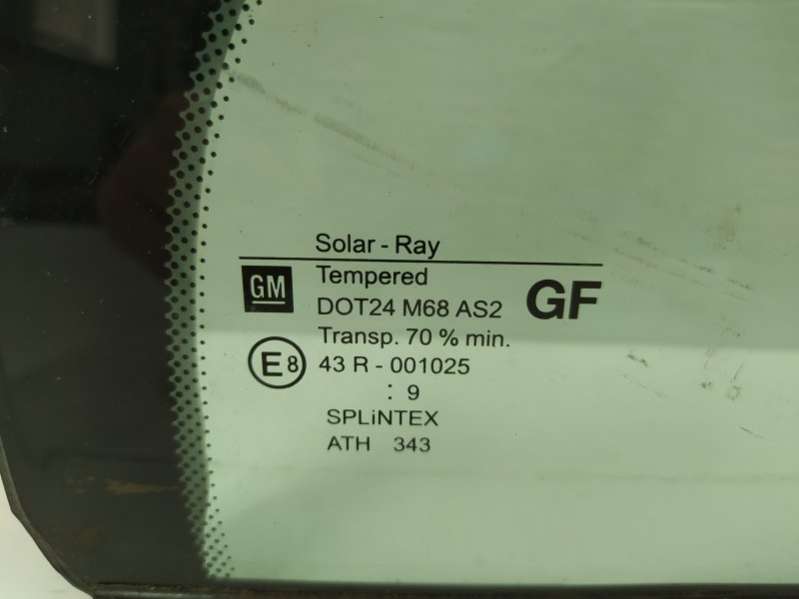 Solar - Ray
GM Tempered
DOT24 M68 AS2 GF
Transp. 70 % min.
E8 43 R - 001025
: 9
SPLiNTEX
ATH 343